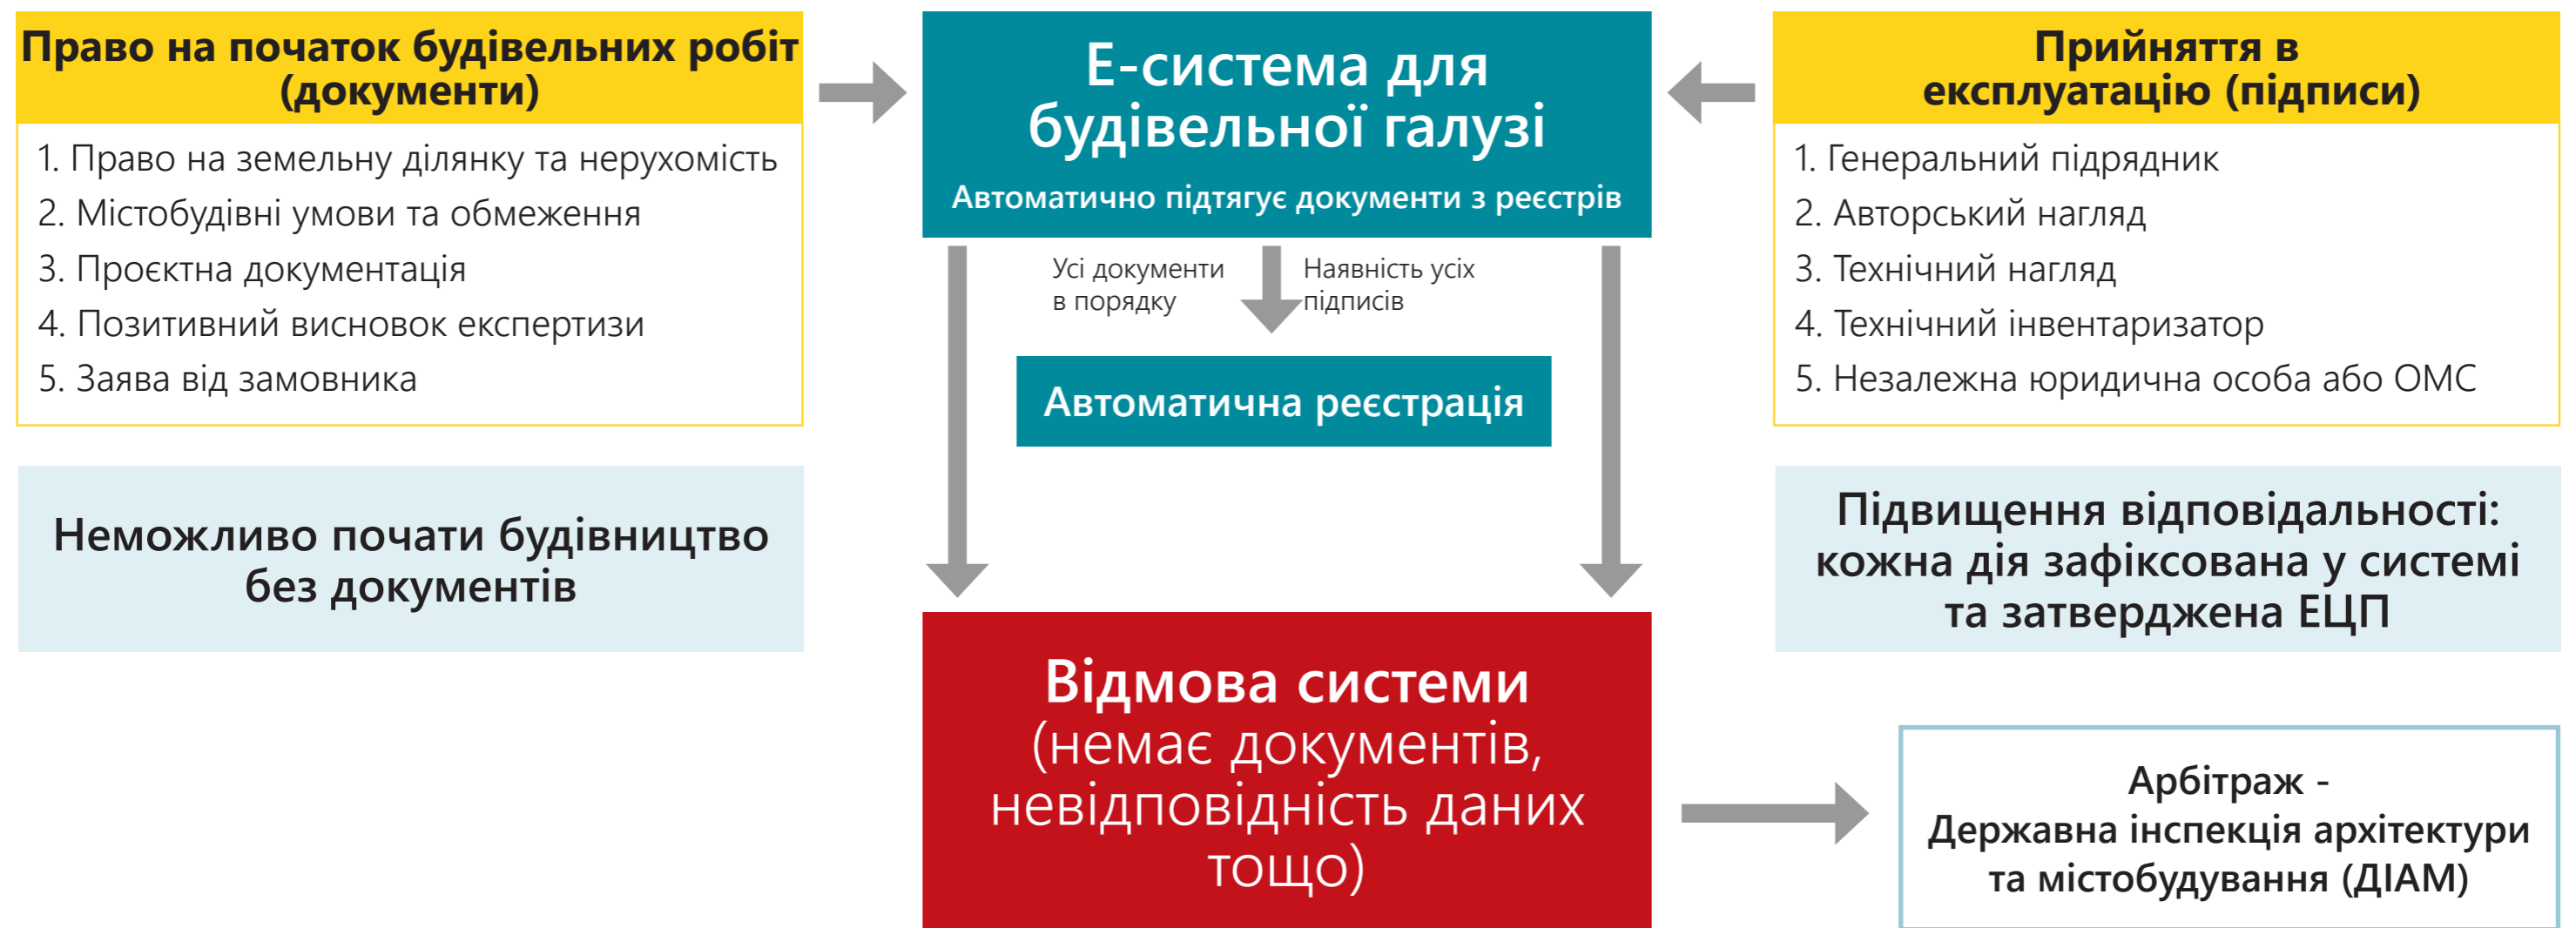 Право на початок будівельних робіт
(документи)
1. Право на земельну ділянку та нерухомість
2. Містобудівні умови та обмеження
3. Проєктна документація
4. Позитивний висновок експертизи
5. Заява від замовника
Неможливо почати будівництво
без документів
Е-система для
будівельної галузі
Автоматично підтягує документи з реєстрів
Усі документи
в порядку
Наявність усіх
підписів
Автоматична реєстрація
Відмова системи
(немає документів,
невідповідність даних
тощо)
Прийняття в
експлуатацію (підписи)
1. Генеральний підрядник
2. Авторський нагляд
3. Технічний нагляд
4. Технічний інвентаризатор
5. Незалежна юридична особа або ОМС
Підвищення відповідальності:
кожна дія зафіксована у системі
та затверджена ЕЦП
Арбітраж -
Державна інспекція архітектури
та містобудування (ДІАМ)